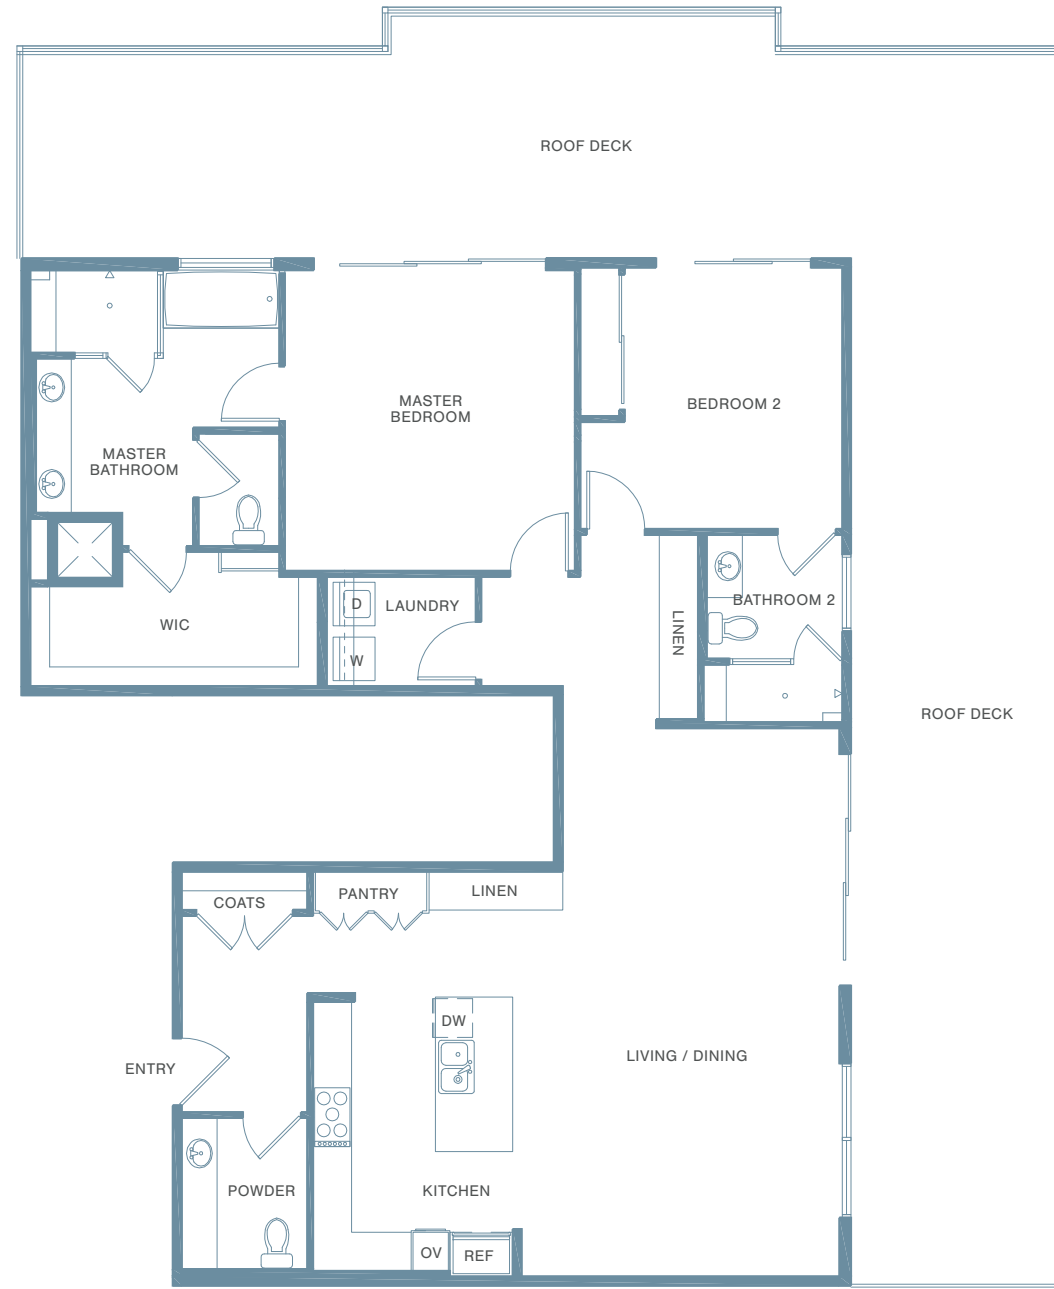 ROOF DECK
MASTER
BEDROOM
BEDROOM 2
MASTER
BATHROOM
D
LAUNDRY
BATHROOM 2
WIC
LINEN
W
ROOF DECK
COATS
PANTRY
LINEN
DW
ENTRY
LIVING / DINING
POWDER
KITCHEN
OV
REF